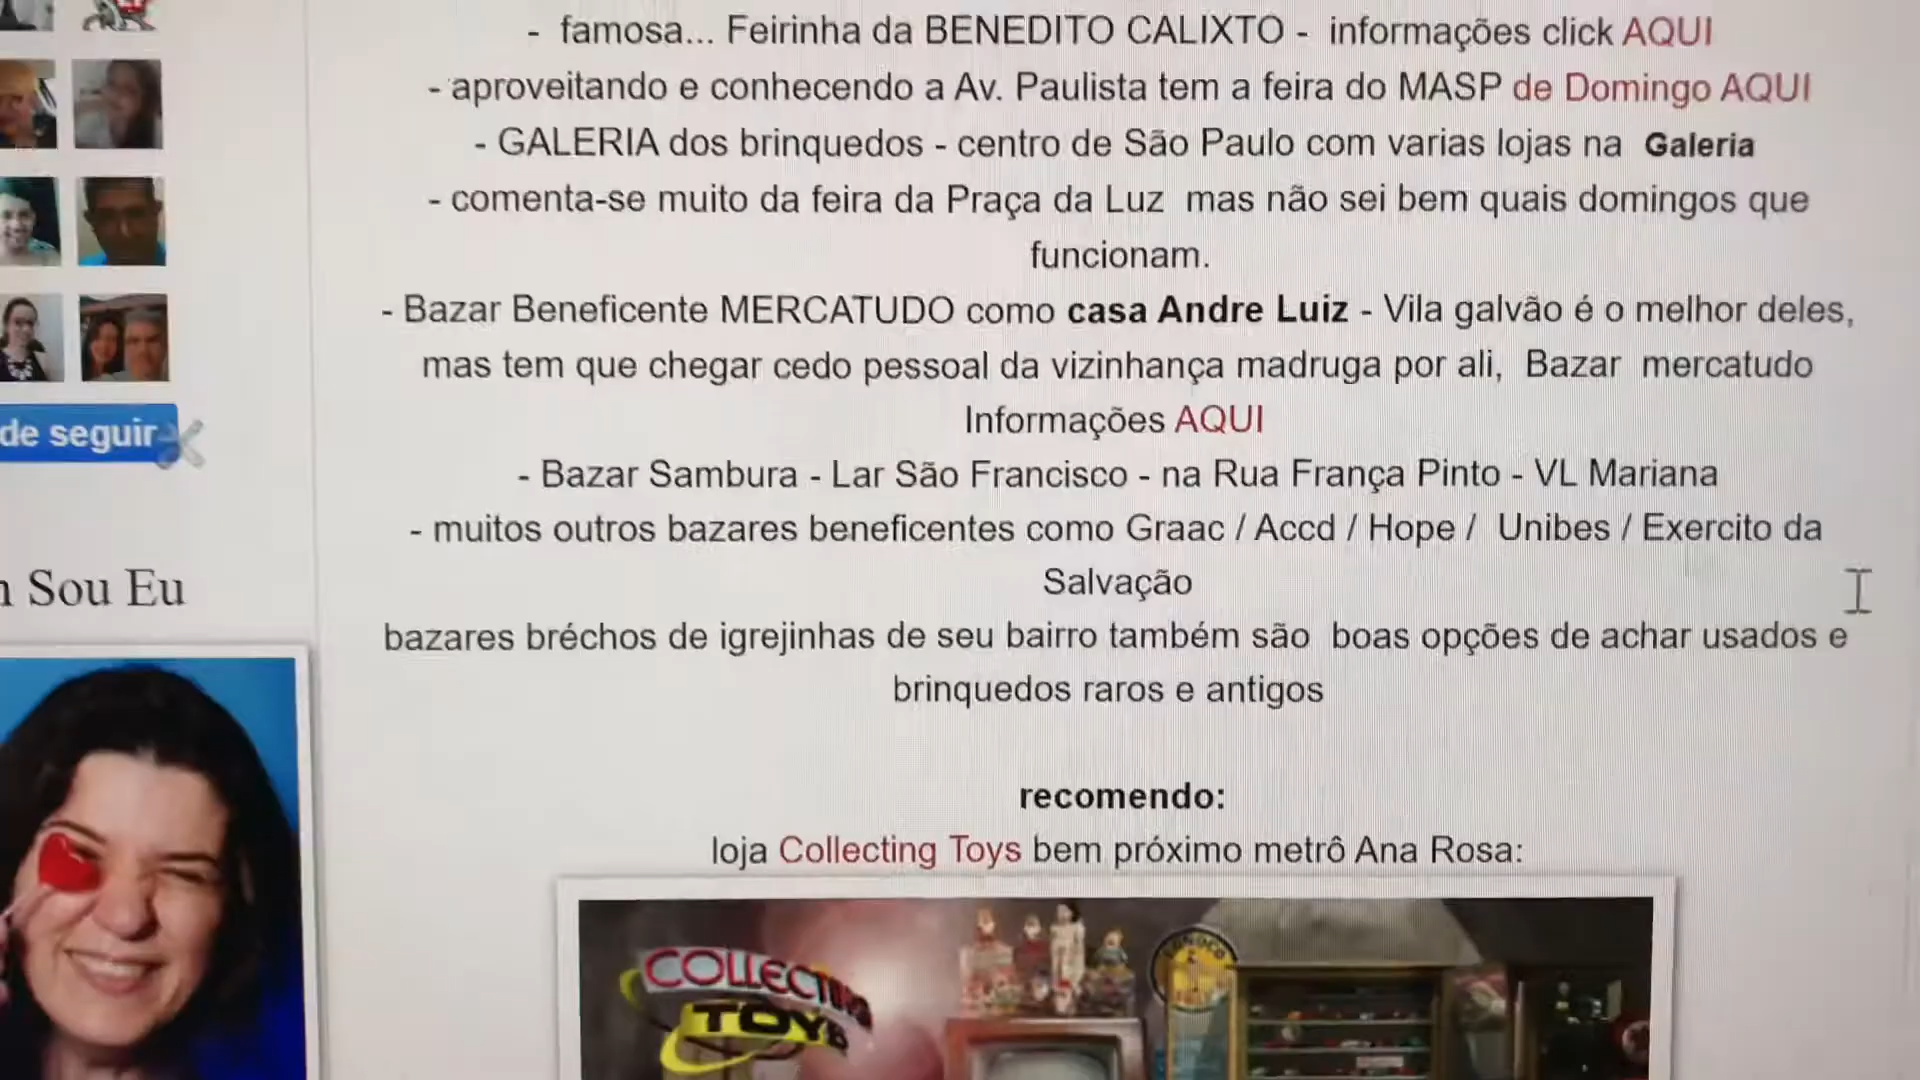 - famosa... Feirinha da BENEDITO CALIXTO - informações click AQUI
- aproveitando e conhecendo a Av. Paulista tem a feira do MASP de Domingo AQUI
- GALERIA dos brinquedos - centro de São Paulo com varias lojas na Galeria
- comenta-se muito da feira da Praça da Luz mas não sei bem quais domingos que
funcionam.
- Bazar Beneficente MERCATUDO como casa Andre Luiz - Vila galvão é o melhor deles,
mas tem que chegar cedo pessoal da vizinhança madruga por ali, Bazar mercatudo
Informações AQUI
- Bazar Sambura - Lar São Francisco - na Rua França Pinto - VL Mariana
- muitos outros bazares beneficentes como Graac / Accd / Hope / Unibes / Exercito da
Salvação
bazares bréchos de igrejinhas de seu bairro também são boas opções de achar usados e
brinquedos raros e antigos
recomendo:
loja Collecting Toys bem próximo metrô Ana Rosa:
COLLECTING
TOYS
de seguir
Sou Eu